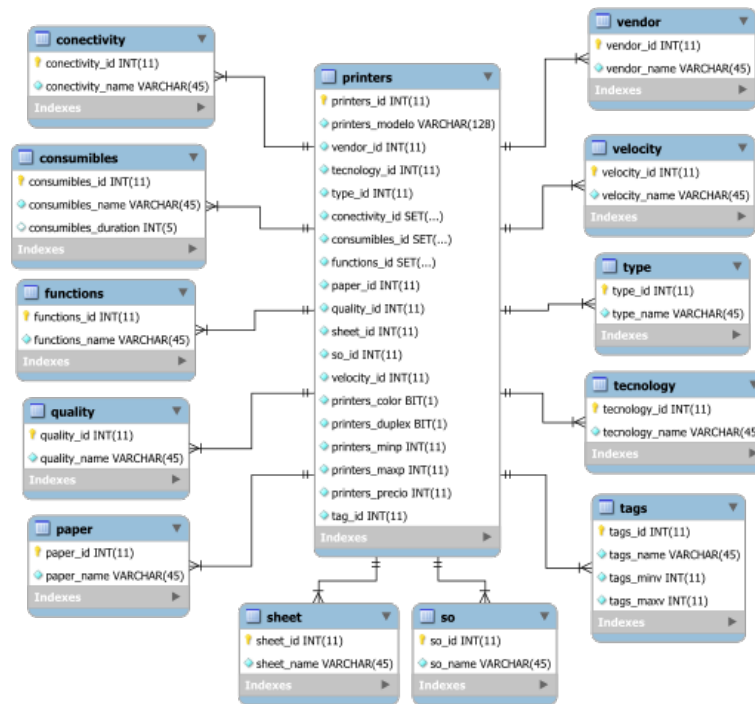 conectivity
conectivity_id INT(11)
conectivity_name VARCHAR(45)
Indexes
consumibles
consumibles_id INT(11)
consumibles_name VARCHAR(45)
consumibles_duration INT(5)
Indexes
functions
functions_id INT(11)
functions_name VARCHAR(45)
Indexes
quality
quality_id INT(11)
quality_name VARCHAR(45)
Indexes
paper
paper_id INT(11)
paper_name VARCHAR(45)
Indexes
printers
printers_id INT(11)
printers_modelo VARCHAR(128)
vendor_id INT(11)
tecnology_id INT(11)
type_id INT(11)
conectivity_id SET(...)
consumibles_id SET(...)
functions_id SET(...)
paper_id INT(11)
quality_id INT(11)
sheet_id INT(11)
so_id INT(11)
velocity_id INT(11)
printers_color BIT(1)
printers_duplex BIT(1)
printers_minp INT(11)
printers_maxp INT(11)
printers_precio INT(11)
tag_id INT(11)
Indexes
sheet
sheet_id INT(11)
sheet_name VARCHAR(45)
Indexes
so
so_id INT(11)
so_name VARCHAR(45)
Indexes
vendor
vendor_id INT(11)
vendor_name VARCHAR(45)
Indexes
velocity
velocity_id INT(11)
velocity_name VARCHAR(45)
Indexes
type
type_id INT(11)
type_name VARCHAR(45)
Indexes
tecnology
tecnology_id INT(11)
tecnology_name VARCHAR(45
Indexes
tags
tags_id INT(11)
tags_name VARCHAR(45)
tags_minv INT(11)
tags_maxv INT(11)
Indexes